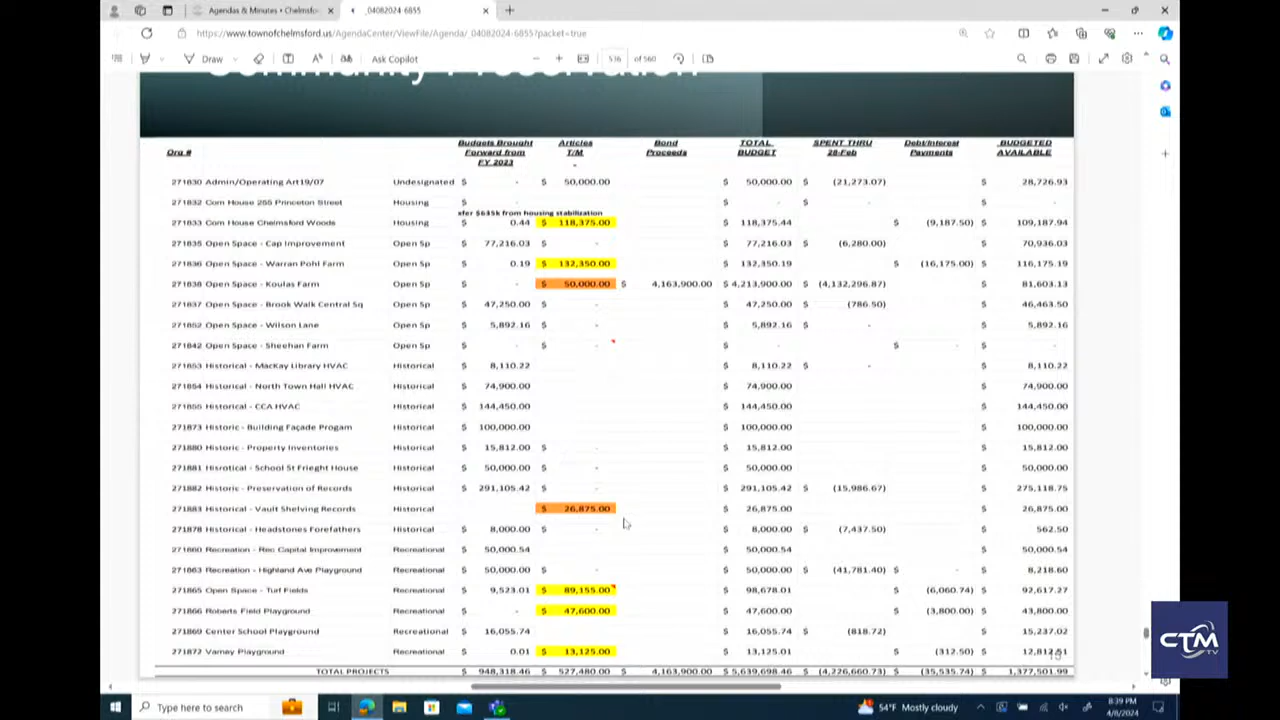 Agendas & Minutes • Chelmsfo
_04082024-6855
https://www.townofchelmsford.us/AgendaCenter/ViewFile/Agenda/_04082024-6855?packet=true
Draw
Ask Copilot
536 of 560
Community Preservation
Org # Budgets Brought Forward from FY 2023 Articles T/M Bond Proceeds TOTAL BUDGET SPENT THRU 28-Feb Debt/Interest Payments BUDGETED AVAILABLE
271830 Admin/Operating Art19/07 Undesignated - $ 50,000.00 $ 50,000.00 $ (21,273.07) $ 28,726.93
271832 Com House 255 Princeton Street Housing $ - $ - $ - $ -
xfer $635k from housing stabilization
271833 Com House Chelmsford Woods Housing $ 0.44 $ 118,375.00 $ 118,375.44 $ (9,187.50) $ 109,187.94
271835 Open Space - Cap Improvement Open Sp $ 77,216.03 $ - $ 77,216.03 $ (6,280.00) $ 70,936.03
271836 Open Space - Warran Pohl Farm Open Sp $ 0.19 $ 132,350.00 $ 132,350.19 $ (16,175.00) $ 116,175.19
271838 Open Space - Koulas Farm Open Sp $ - $ 50,000.00 $ 4,163,900.00 $ 4,213,900.00 $ (4,132,296.87) $ 81,603.13
271837 Open Space - Brook Walk Central Sq Open Sp $ 47,250.00 $ - $ 47,250.00 $ (786.50) $ 46,463.50
271852 Open Space - Wilson Lane Open Sp $ 5,892.16 $ - $ 5,892.16 $ - $ 5,892.16
271842 Open Space - Sheehan Farm Open Sp $ - $ - $ - $ - $ -
271853 Historical - MacKay Library HVAC Historical $ 8,110.22 $ 8,110.22 $ - $ 8,110.22
271854 Historical - North Town Hall HVAC Historical $ 74,900.00 $ 74,900.00 $ 74,900.00
271855 Historical - CCA HVAC Historical $ 144,450.00 $ 144,450.00 $ 144,450.00
271873 Historic - Building Façade Progam Historical $ 100,000.00 $ 100,000.00 $ 100,000.00
271880 Historic - Property Inventories Historical $ 15,812.00 $ - $ 15,812.00 $ 15,812.00
271881 Hisrotical - School St Frieght House Historical $ 50,000.00 $ - $ 50,000.00 $ 50,000.00
271882 Historic - Preservation of Records Historical $ 291,105.42 $ - $ 291,105.42 $ (15,986.67) $ 275,118.75
271883 Historical - Vault Shelving Records Historical $ 26,875.00 $ 26,875.00 $ 26,875.00
271878 Historical - Headstones Forefathers Historical $ 8,000.00 $ - $ 8,000.00 $ (7,437.50) $ 562.50
271860 Recreation - Rec Capital Improvement Recreational $ 50,000.54 $ 50,000.54 $ 50,000.54
271863 Recreation - Highland Ave Playground Recreational $ 50,000.00 $ - $ 50,000.00 $ (41,781.40) - $ 8,218.60
271865 Open Space - Turf Fields Recreational $ 9,523.01 $ 89,155.00 $ 98,678.01 $ (6,060.74) $ 92,617.27
271866 Roberts Field Playground Recreational $ - $ 47,600.00 $ 47,600.00 $ (3,800.00) $ 43,800.00
271869 Center School Playground Recreational $ 16,055.74 $ 16,055.74 $ (818.72) $ 15,237.02
271872 Varney Playground Recreational $ 0.01 $ 13,125.00 $ 13,125.01 $ (312.50) $ 12,812.51
TOTAL PROJECTS $ 948,318.46 $ 527,480.00 $ 4,163,900.00 $ 5,639,698.46 $ (4,226,660.73) $ (35,535.74) $ 1,377,501.99
CTM TV
Type here to search
54°F Mostly cloudy
8:39 PM
4/8/2024